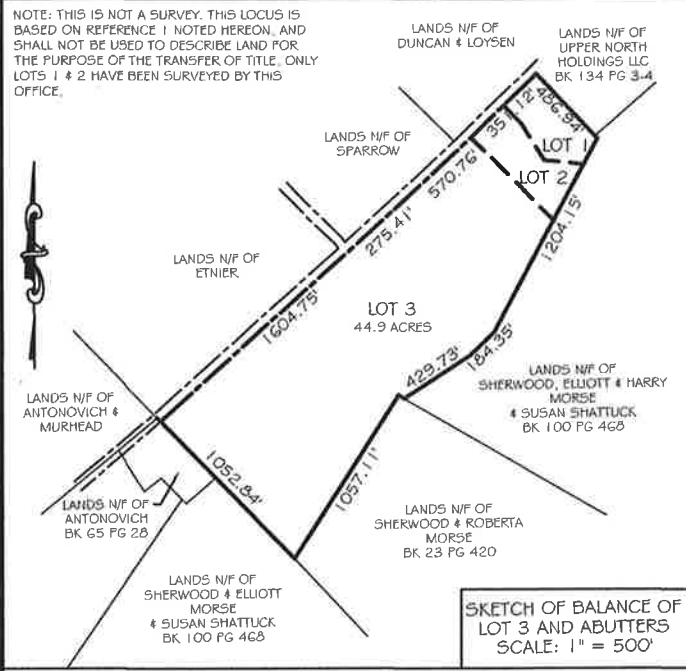 NOTE: THIS IS NOT A SURVEY. THIS LOCUS IS
BASED ON REFERENCE 1 NOTED HEREON, AND
SHALL NOT BE USED TO DESCRIBE LAND FOR
THE PURPOSE OF THE TRANSFER OF TITLE, ONLY
LOTS 1 & 2 HAVE BEEN SURVEYED BY THIS
OFFICE.
LANDS N/F OF
DUNCAN & LOYSEN
LANDS N/F OF
UPPER NORTH
HOLDINGS LLC
BK 134 PG 3-4
LANDS N/F OF
SPARROW
351.12'
486.94'
LOT 1
LOT 2
570.76'
275.41'
1204.15'
LANDS N/F OF
ETNIER
1604.75'
LOT 3
44.9 ACRES
184.35'
429.73'
LANDS N/F OF
SHERWOOD, ELLIOTT & HARRY
MORSE
& SUSAN SHATTUCK
BK 100 PG 468
LANDS N/F OF
ANTONOVICH &
MURHEAD
1052.84'
1057.11'
LANDS N/F OF
ANTONOVICH
BK 65 PG 28
LANDS N/F OF
SHERWOOD & ROBERTA
MORSE
BK 23 PG 420
LANDS N/F OF
SHERWOOD & ELLIOTT
MORSE
& SUSAN SHATTUCK
BK 100 PG 468
SKETCH OF BALANCE OF
LOT 3 AND ABUTTERS
SCALE: 1" = 500'